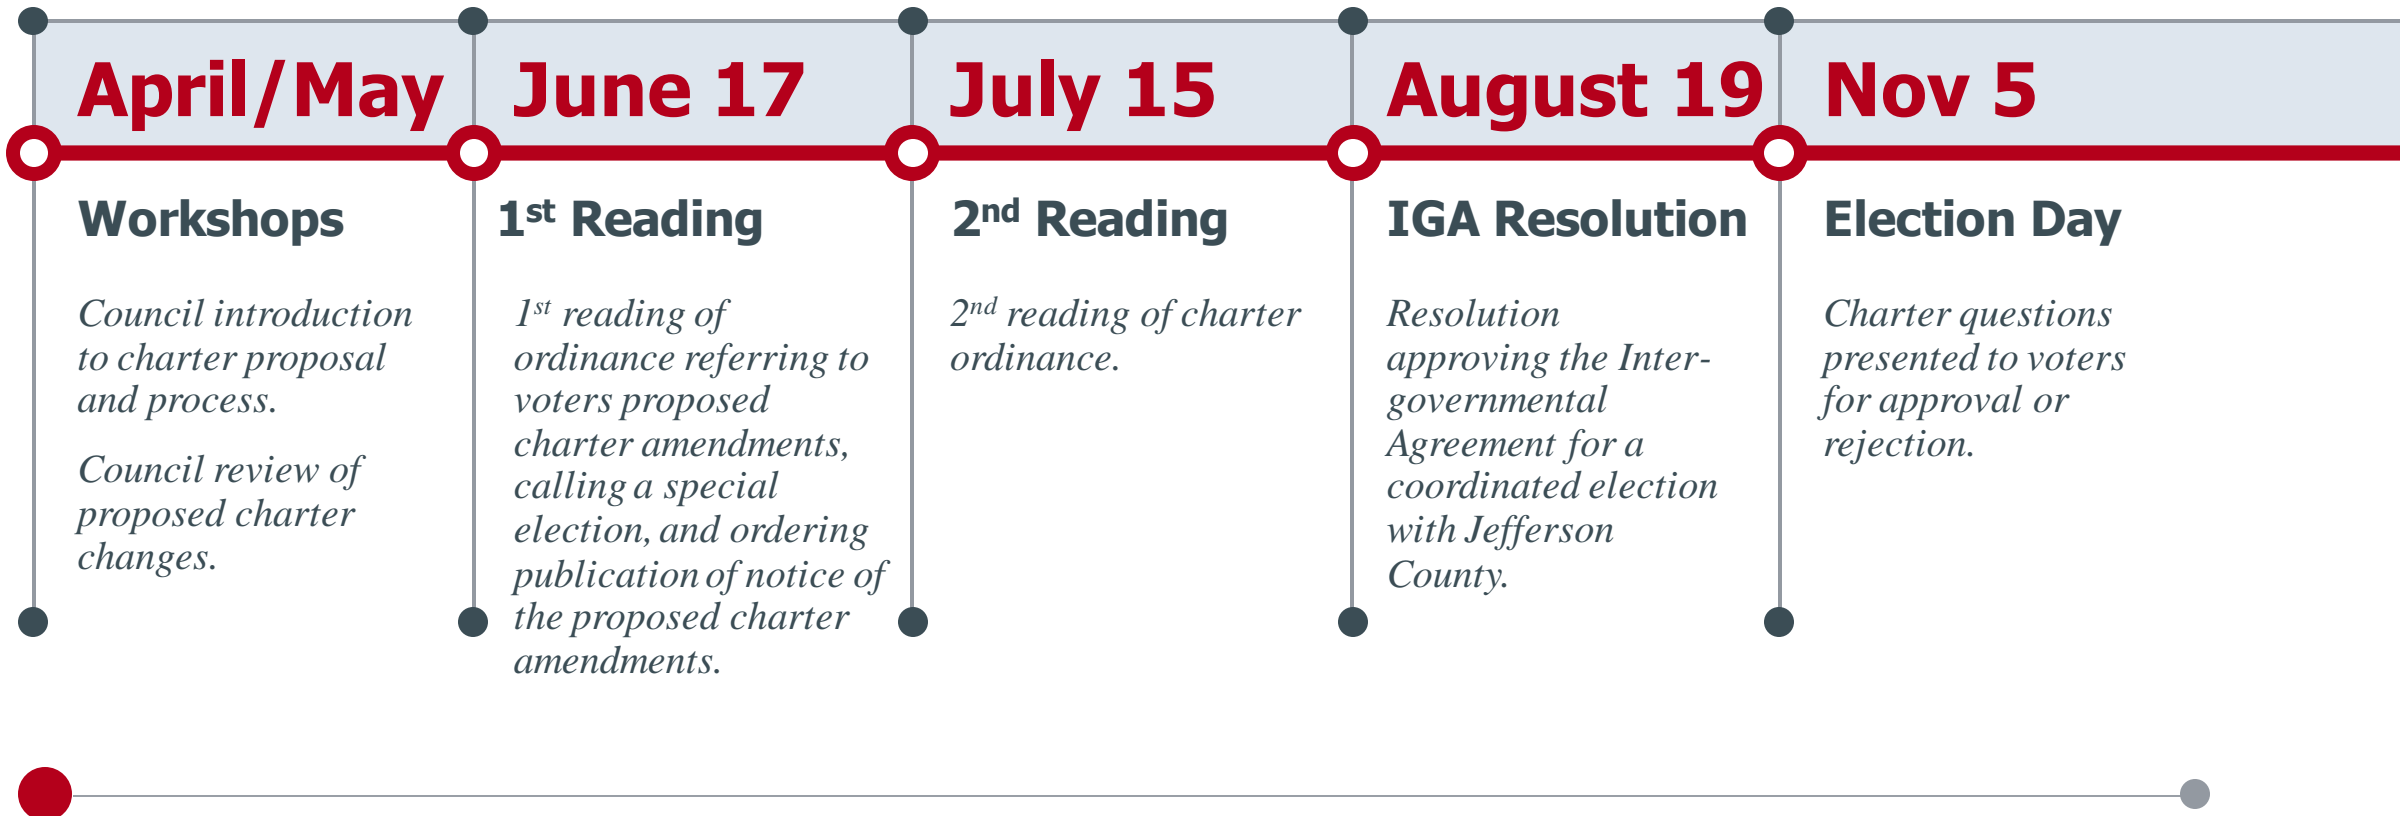 April/May
June 17
July 15
August 19
Nov 5
Workshops
1st Reading
2nd Reading
IGA Resolution
Election Day
Council introduction
to charter proposal
and process.
Council review of
proposed charter
changes.
1st reading of
ordinance referring to
voters proposed
charter amendments,
calling a special
election, and ordering
publication of notice of
the proposed charter
amendments.
2nd reading of charter
ordinance.
Resolution
approving the Inter-
governmental
Agreement for a
coordinated election
with Jefferson
County.
Charter questions
presented to voters
for approval or
rejection.